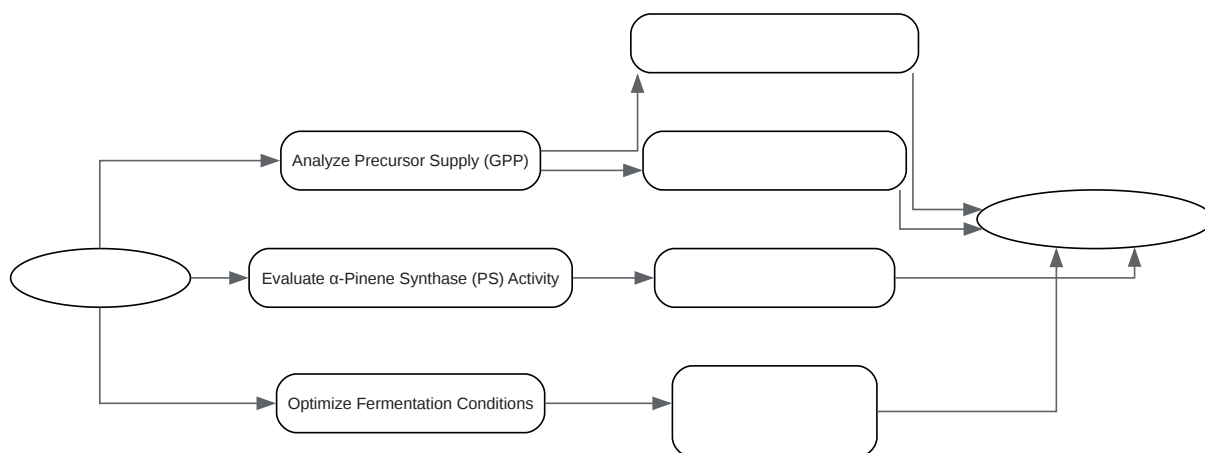 Analyze Precursor Supply (GPP)
Evaluate α-Pinene Synthase (PS) Activity
Optimize Fermentation Conditions